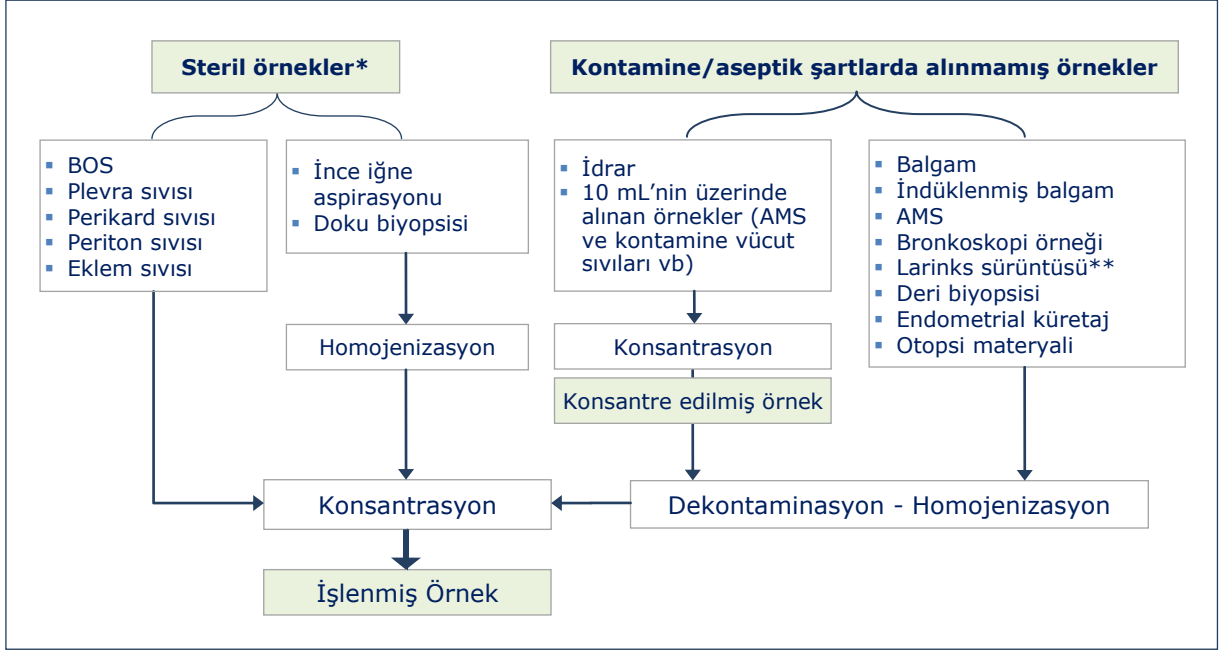 Steril örnekler*
Kontamine/aseptik şartlarda alınmamış örnekler
▪ BOS
▪ Plevra sıvısı
▪ Perikard sıvısı
▪ Periton sıvısı
▪ Eklem sıvısı
▪ İnce iğne
aspirasyonu
▪ Doku biyopsisi
▪ İdrar
▪ 10 mL’nin üzerinde
alınan örnekler (AMS
ve kontamine vücut
sıvıları vb)
▪ Balgam
▪ İndüklenmiş balgam
▪ AMS
▪ Bronkoskopi örneği
▪ Larinks sürüntüsü**
▪ Deri biyopsisi
▪ Endometrial küretaj
▪ Otopsi materyali
Homojenizasyon
Konsantrasyon
Konsantre edilmiş örnek
Konsantrasyon
Dekontaminasyon - Homojenizasyon
İşlenmiş Örnek